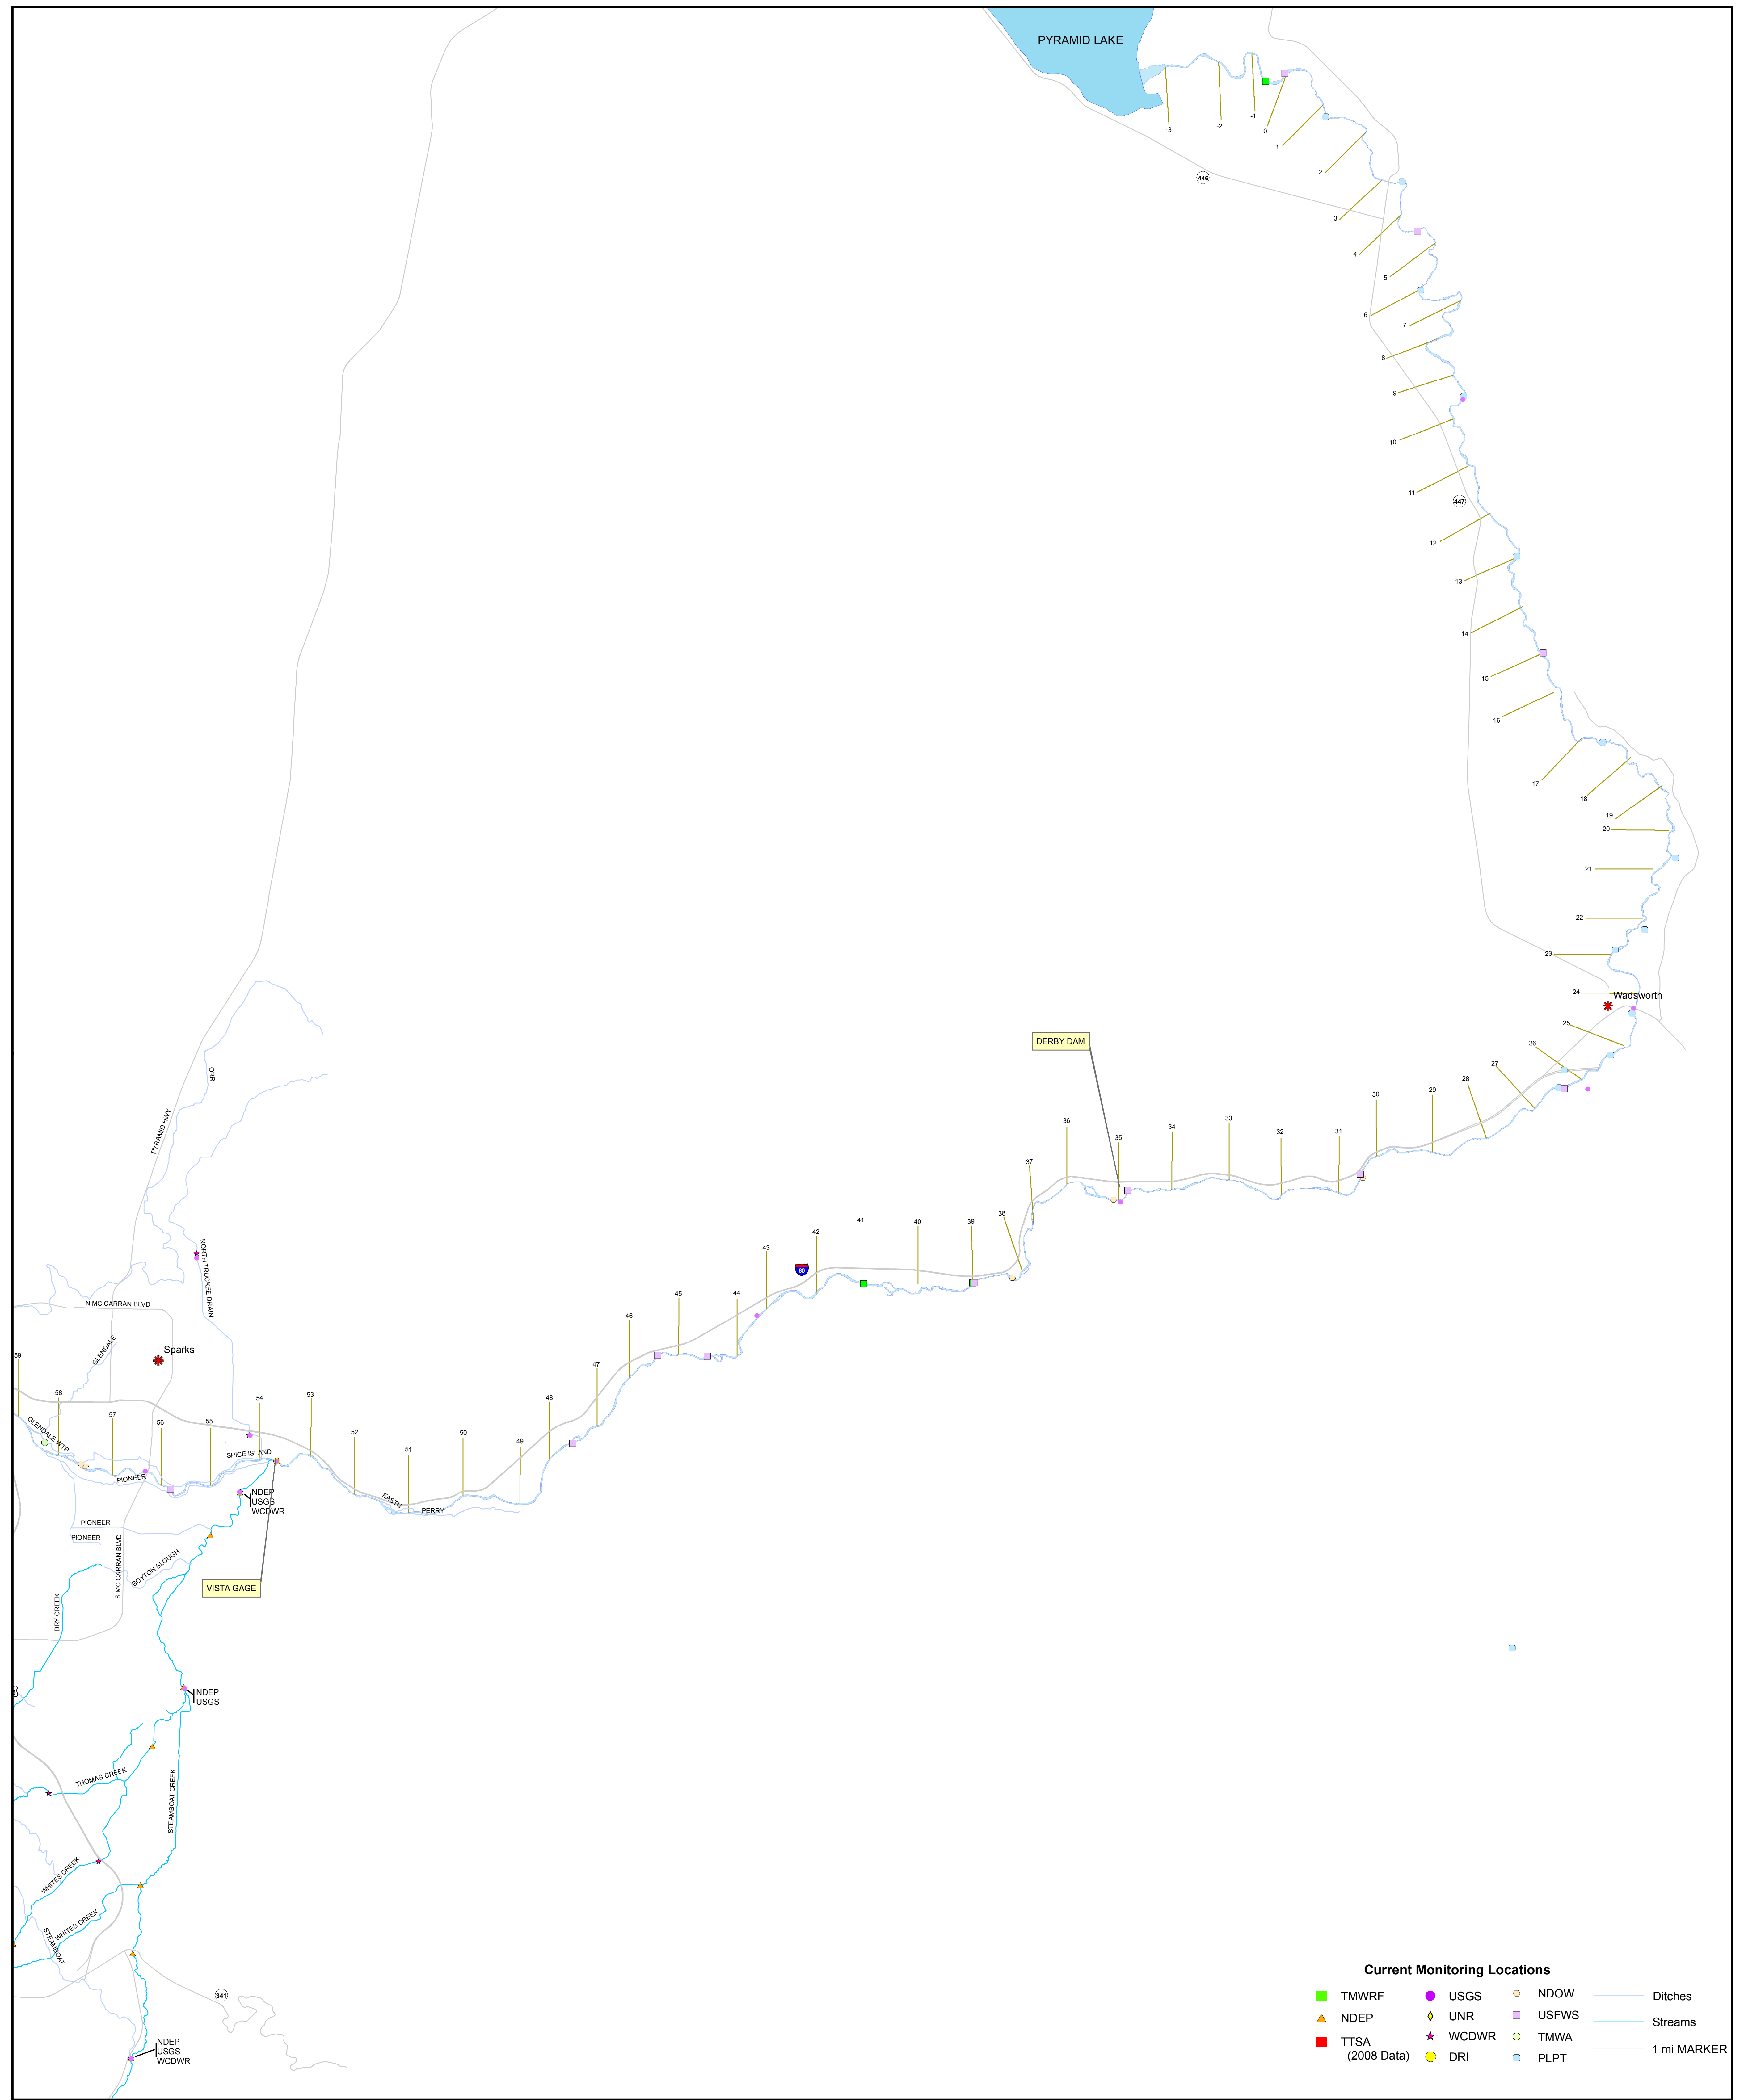 PYRAMID LAKE
-3
-2
-1
0
1
2
446
3
4
5
6
7
8
9
10
11
447
12
13
14
15
16
17
18
19
20
21
22
23
24
Wadsworth
25
26
27
28
29
30
31
32
33
34
35
36
37
38
39
40
41
42
43
44
45
46
47
48
49
50
51
52
53
54
55
56
57
58
59
DERBY DAM
80
ORR
PYRAMID HWY
NORTH TRUCKEE DRAIN
N MC CARRAN BLVD
GLENDALE
Sparks
GLENDALE WTP
PIONEER
SPICE ISLAND
EASTN
PERRY
NDEP
USGS
WCDWR
PIONEER
PIONEER
S MC CARRAN BLVD
BOYTON SLOUGH
VISTA GAGE
DRY CREEK
NDEP
USGS
THOMAS CREEK
STEAMBOAT CREEK
WHITES CREEK
WHITES CREEK
STEAMBOAT
341
NDEP
USGS
WCDWR
Current Monitoring Locations
TMWRF
NDEP
TTSA
(2008 Data)
USGS
UNR
WCDWR
DRI
NDOW
USFWS
TMWA
PLPT
Ditches
Streams
1 mi MARKER